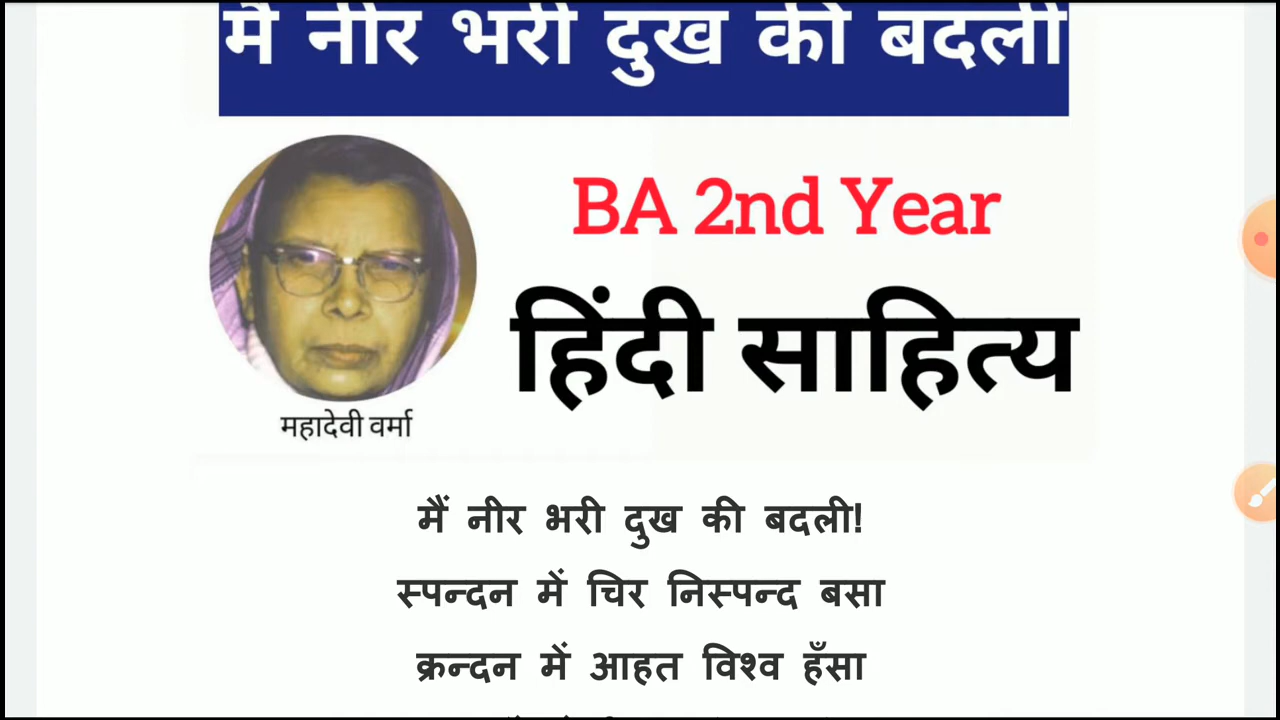 मैं नीर भरी दुख की बदली
BA 2nd Year
हिंदी साहित्य
महादेवी वर्मा
मैं नीर भरी दुख की बदली!
स्पन्दन में चिर निस्पन्द बसा
क्रन्दन में आहत विश्व हँसा